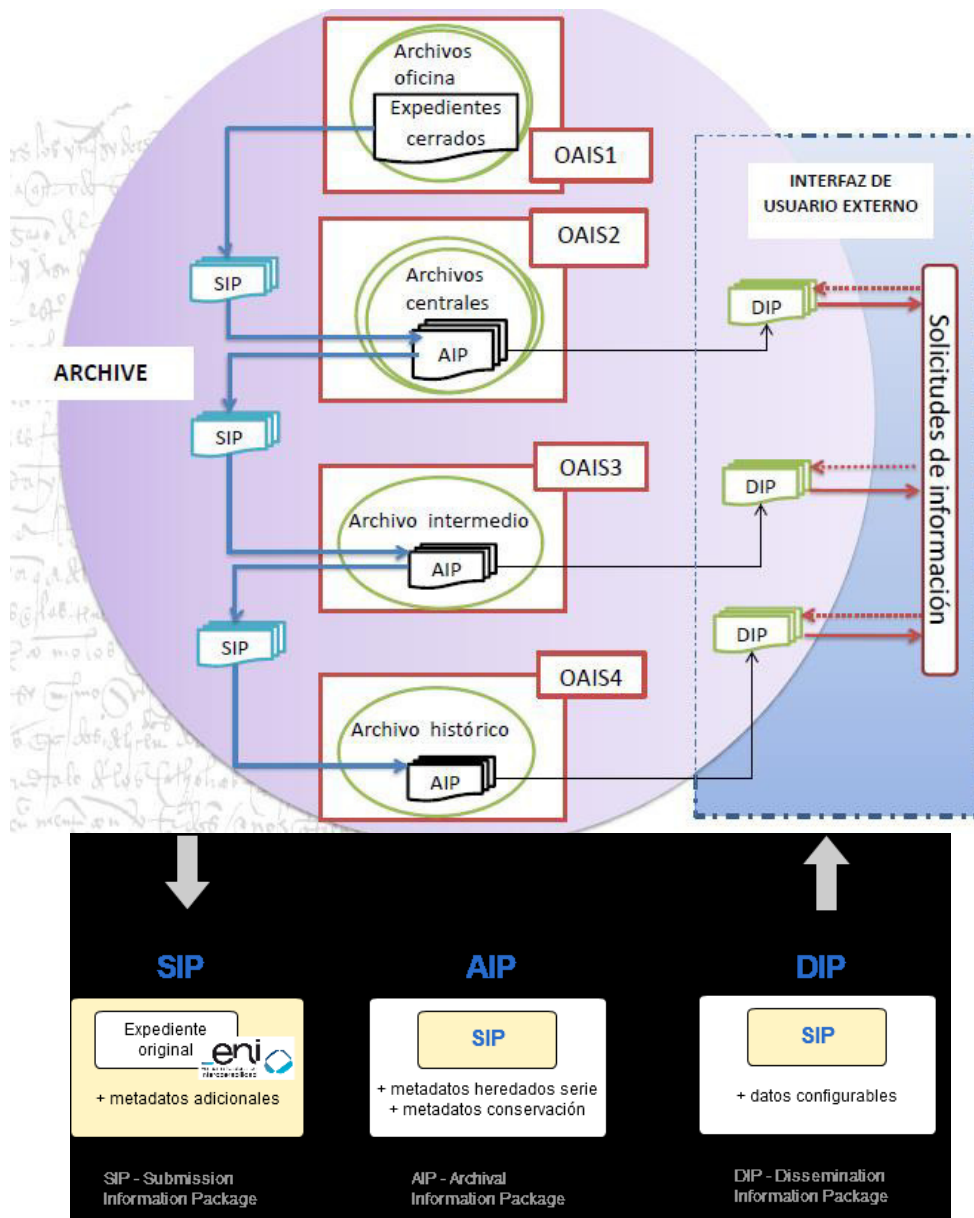 Archivos
oficina
Expedientes
cerrados
OAIS1
INTERFAZ DE
USUARIO EXTERNO
OAIS2
SIP
Archivos
centrales
AIP
DIP
ARCHIVE
SIP
OAIS3
Archivo intermedio
AIP
DIP
Solicitudes de información
SIP
OAIS4
Archivo histórico
AIP
DIP
SIP
AIP
DIP
Expediente
original
eni
+ metadatos adicionales
SIP
+ metadatos heredados serie
+ metadatos conservación
SIP
+ datos configurables
SIP - Submission
Information Package
AIP - Archival
Information Package
DIP - Dissemination
Information Package